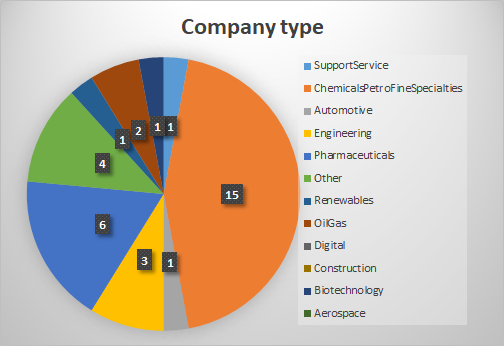 Company type
SupportService
ChemicalsPetroFineSpecialties
Automotive
Engineering
Pharmaceuticals
Other
Renewables
OilGas
Digital
Construction
Biotechnology
Aerospace
1
1
15
1
3
6
4
1
2